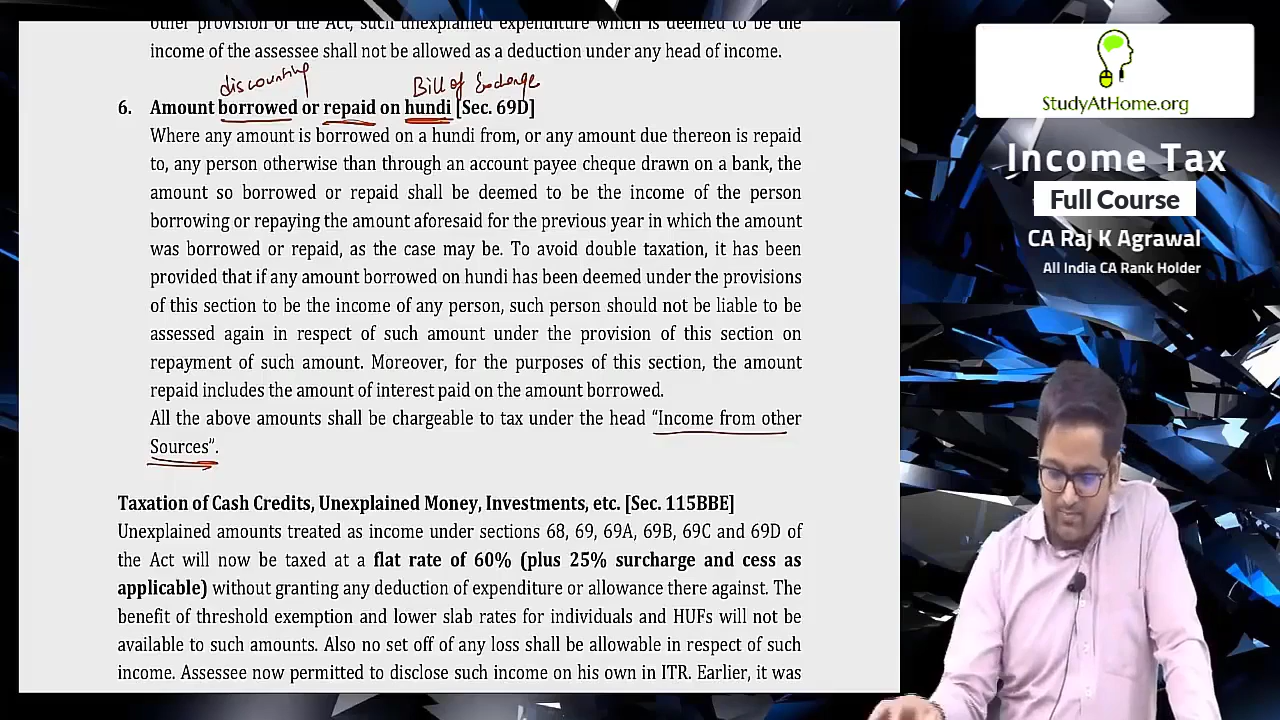 other provision of the Act, such unexplained expenditure which is deemed to be the
income of the assessee shall not be allowed as a deduction under any head of income.
discounting Bill of Exchange
6. Amount borrowed or repaid on hundi [Sec. 69D]
Where any amount is borrowed on a hundi from, or any amount due thereon is repaid
to, any person otherwise than through an account payee cheque drawn on a bank, the
amount so borrowed or repaid shall be deemed to be the income of the person
borrowing or repaying the amount aforesaid for the previous year in which the amount
was borrowed or repaid, as the case may be. To avoid double taxation, it has been
provided that if any amount borrowed on hundi has been deemed under the provisions
of this section to be the income of any person, such person should not be liable to be
assessed again in respect of such amount under the provision of this section on
repayment of such amount. Moreover, for the purposes of this section, the amount
repaid includes the amount of interest paid on the amount borrowed.
All the above amounts shall be chargeable to tax under the head “Income from other
Sources”.
Taxation of Cash Credits, Unexplained Money, Investments, etc. [Sec. 115BBE]
Unexplained amounts treated as income under sections 68, 69, 69A, 69B, 69C and 69D of
the Act will now be taxed at a flat rate of 60% (plus 25% surcharge and cess as
applicable) without granting any deduction of expenditure or allowance there against. The
benefit of threshold exemption and lower slab rates for individuals and HUFs will not be
available to such amounts. Also no set off of any loss shall be allowable in respect of such
income. Assessee now permitted to disclose such income on his own in ITR. Earlier, it was
StudyAtHome.org
Income Tax
Full Course
CA Raj K Agrawal
All India CA Rank Holder